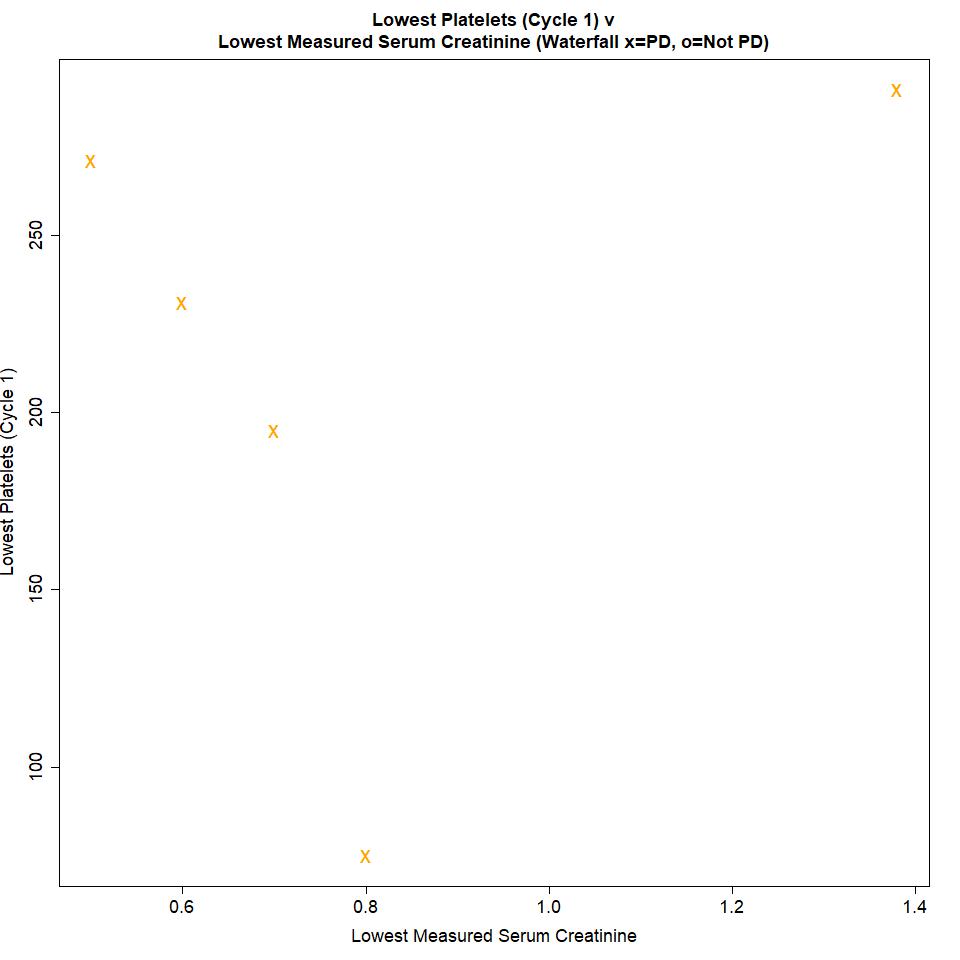 Lowest Platelets (Cycle 1) v
Lowest Measured Serum Creatinine (Waterfall x=PD, o=Not PD)
X
X
X
X
X
250
200
150
100
Lowest Platelets (Cycle 1)
0.6
0.8
1.0
1.2
1.4
Lowest Measured Serum Creatinine